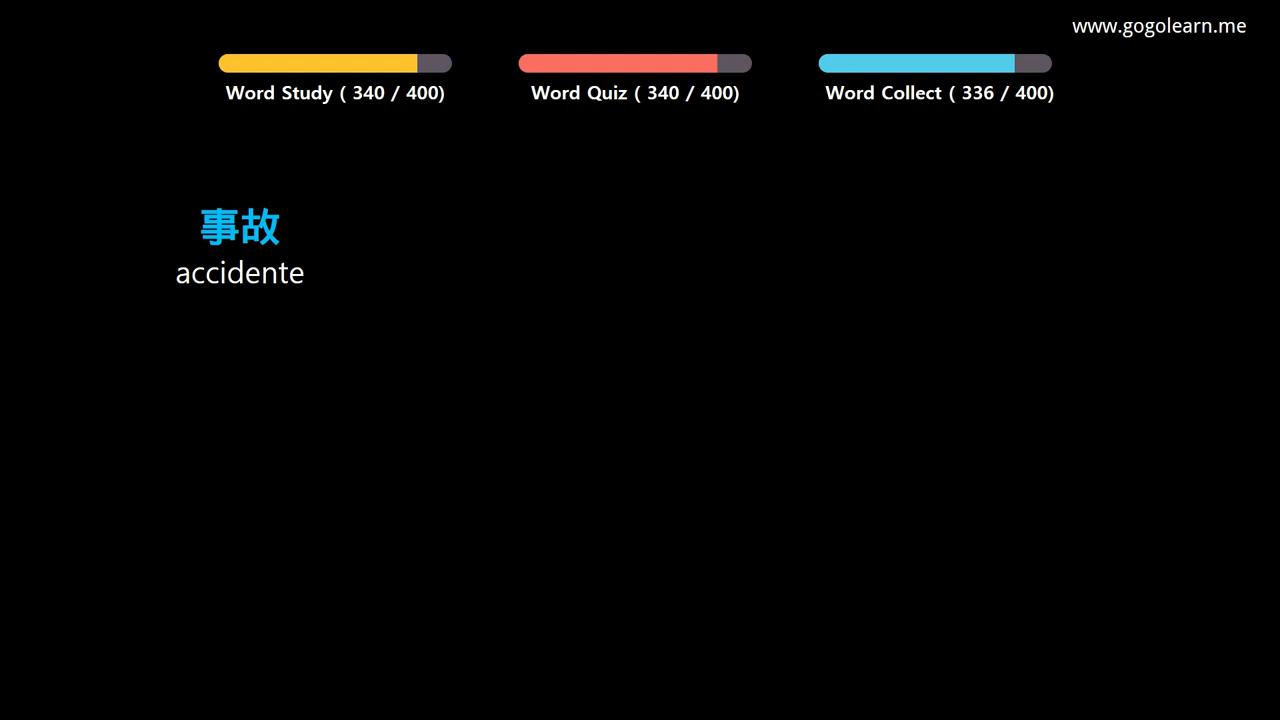 www.gogolearn.me
Word Study ( 340 / 400)
Word Quiz ( 340 / 400)
Word Collect ( 336 / 400)
事故
accidente